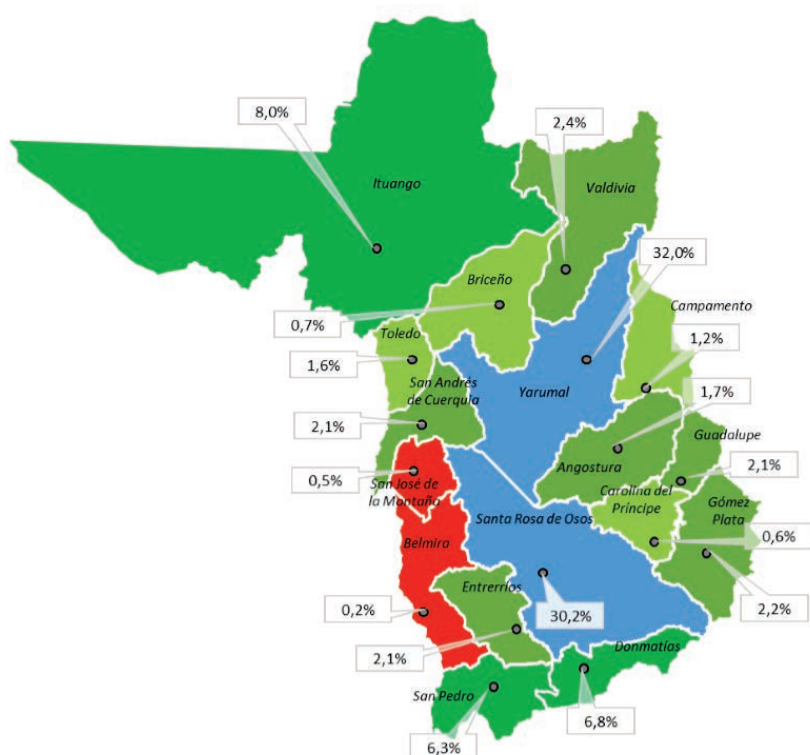 8,0%
2,4%
Ituango
Valdivia
32,0%
Briceño
Campamento
0,7%
Toledo
1,2%
1,6%
San Andrés
de Cuerquia
Yarumal
1,7%
2,1%
Guadalupe
Angostura
2,1%
0,5%
San José de
la Montaña
Carolina del
Príncipe
Gómez
Plata
Santa Rosa de Osos
0,6%
Belmira
Entrerríos
0,2%
30,2%
2,2%
2,1%
Donmatías
San Pedro
6,8%
6,3%